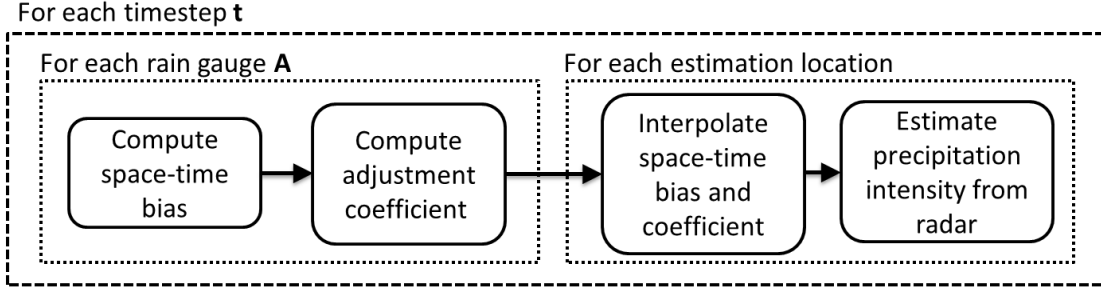 For each timestep t
For each rain gauge A
For each estimation location
Compute
space-time
bias
Compute
adjustment
coefficient
Interpolate
space-time
bias and
coefficient
Estimate
precipitation
intensity from
radar